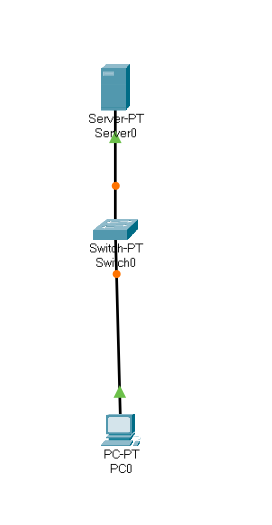 Server-PT
Server0
Switch-PT
Switch0
PC-PT
PC0